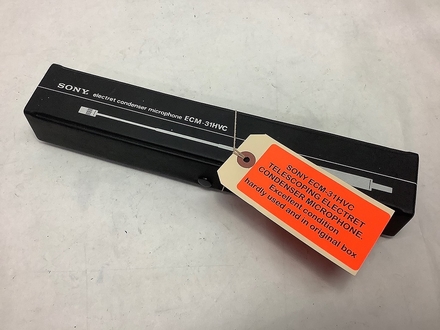 SONY. electret condenser microphone ECM-31HVC
SONY ECM-31HVC
TELESCOPING ELECTRET
CONDENSER MICROPHONE
Excellent condition
hardly used and in original box